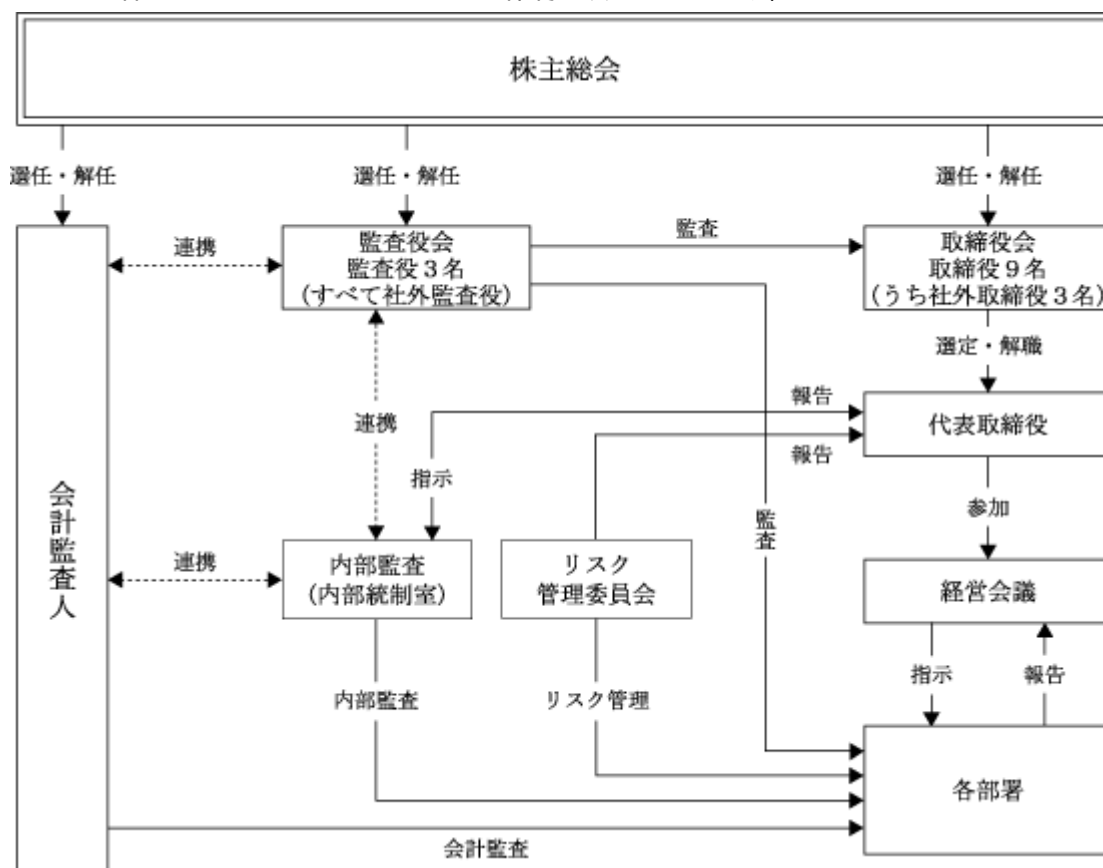 株主総会
選任・解任
選任・解任
選任・解任
連携
監査役会
監査役3名
(すべて社外監査役)
監査
取締役会
取締役9名
(うち社外取締役3名)
選定・解職
連携
報告
代表取締役
報告
指示
監査
参加
会計監査人
連携
内部監査
(内部統制室)
リスク
管理委員会
経営会議
指示
報告
内部監査
リスク管理
各部署
会計監査